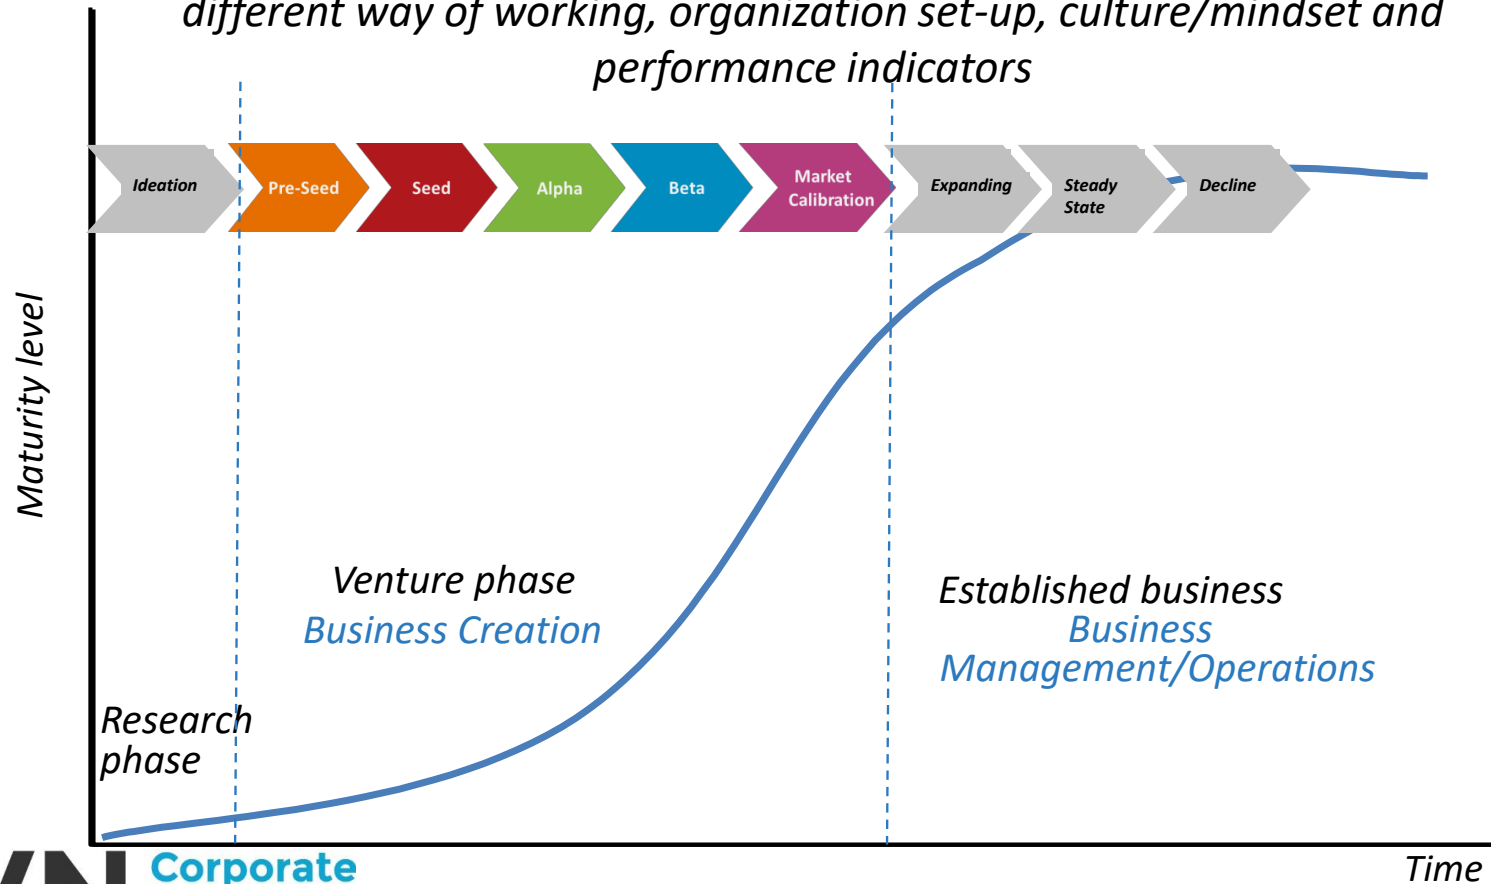 different way of working, organization set-up, culture/mindset and
performance indicators
Ideation
Pre-Seed
Seed
Alpha
Beta
Market
Calibration
Expanding
Steady
State
Decline
Maturity level
Venture phase
Business Creation
Established business
Business
Management/Operations
Research
phase
Corporate
Time